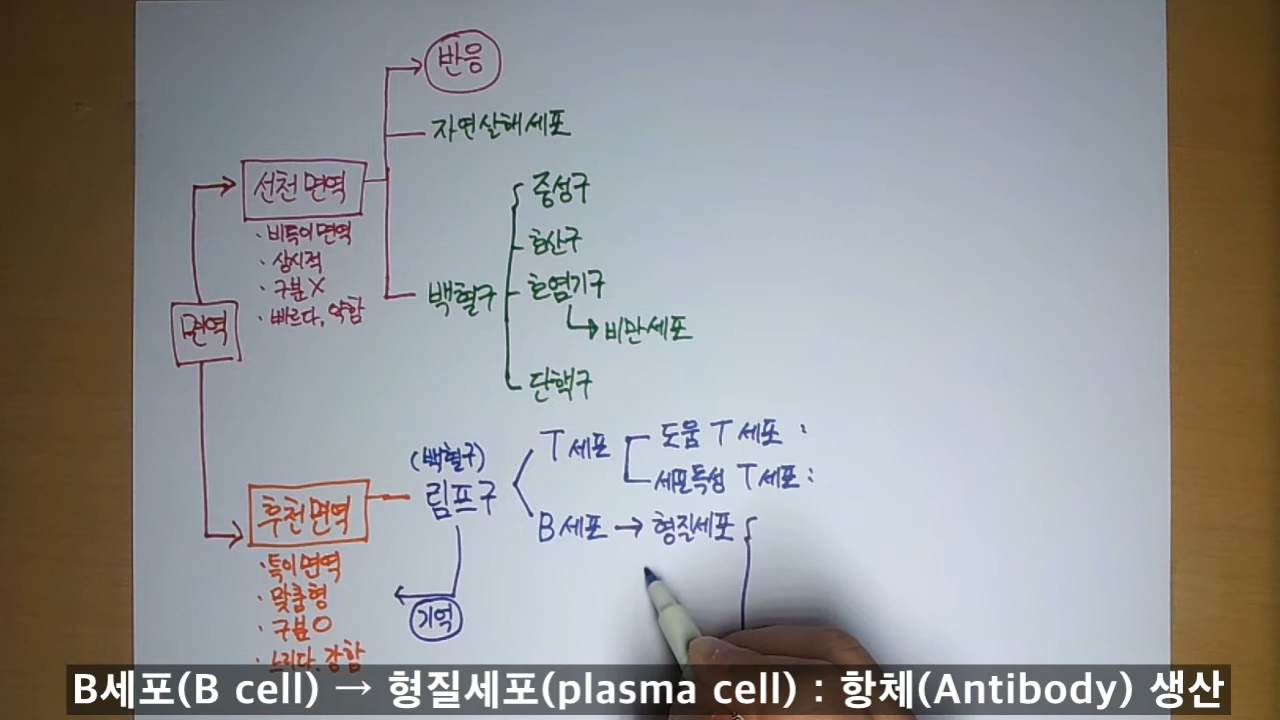 반응
자연살해세포
선천면역
· 비특이면역
· 상시적
· 구분 X
· 빠르다, 약함
백혈구
중성구
호산구
호염기구
비만세포
단핵구
면역
후천면역
· 특이면역
· 맞춤형
· 구분 O
· 느리다, 강함
(백혈구)
림프구
기억
T 세포
도움 T 세포 :
세포독성 T 세포 :
B 세포 → 형질세포
B세포(B cell) → 형질세포(plasma cell) : 항체(Antibody) 생산